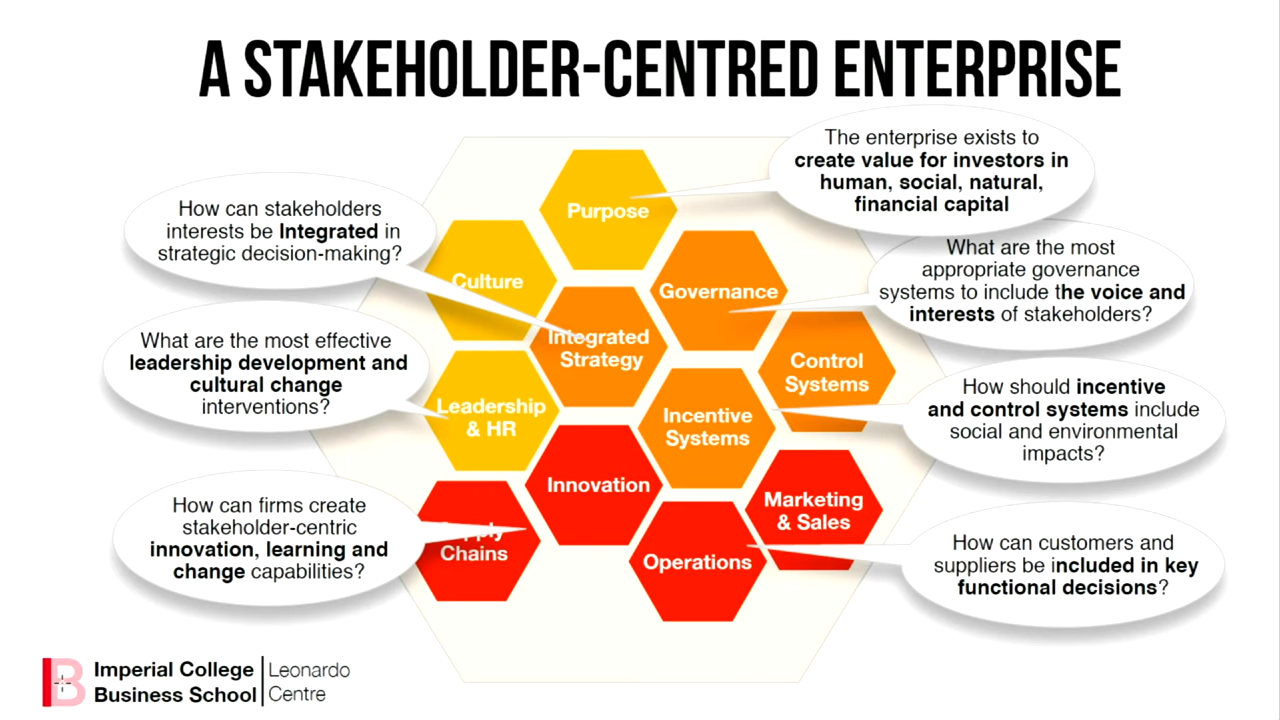 A STAKEHOLDER-CENTRED ENTERPRISE
The enterprise exists to
create value for investors in
human, social, natural,
financial capital
How can stakeholders
interests be Integrated in
strategic decision-making?
What are the most
appropriate governance
systems to include the voice and
interests of stakeholders?
What are the most effective
leadership development and
cultural change
interventions?
How should incentive
and control systems include
social and environmental
impacts?
How can firms create
stakeholder-centric
innovation, learning and
change capabilities?
How can customers and
suppliers be included in key
functional decisions?
Purpose
Culture
Governance
Integrated
Strategy
Control
Systems
Leadership
& HR
Incentive
Systems
Innovation
Marketing
& Sales
Chains
Operations
Imperial College
Business School
Leonardo
Centre